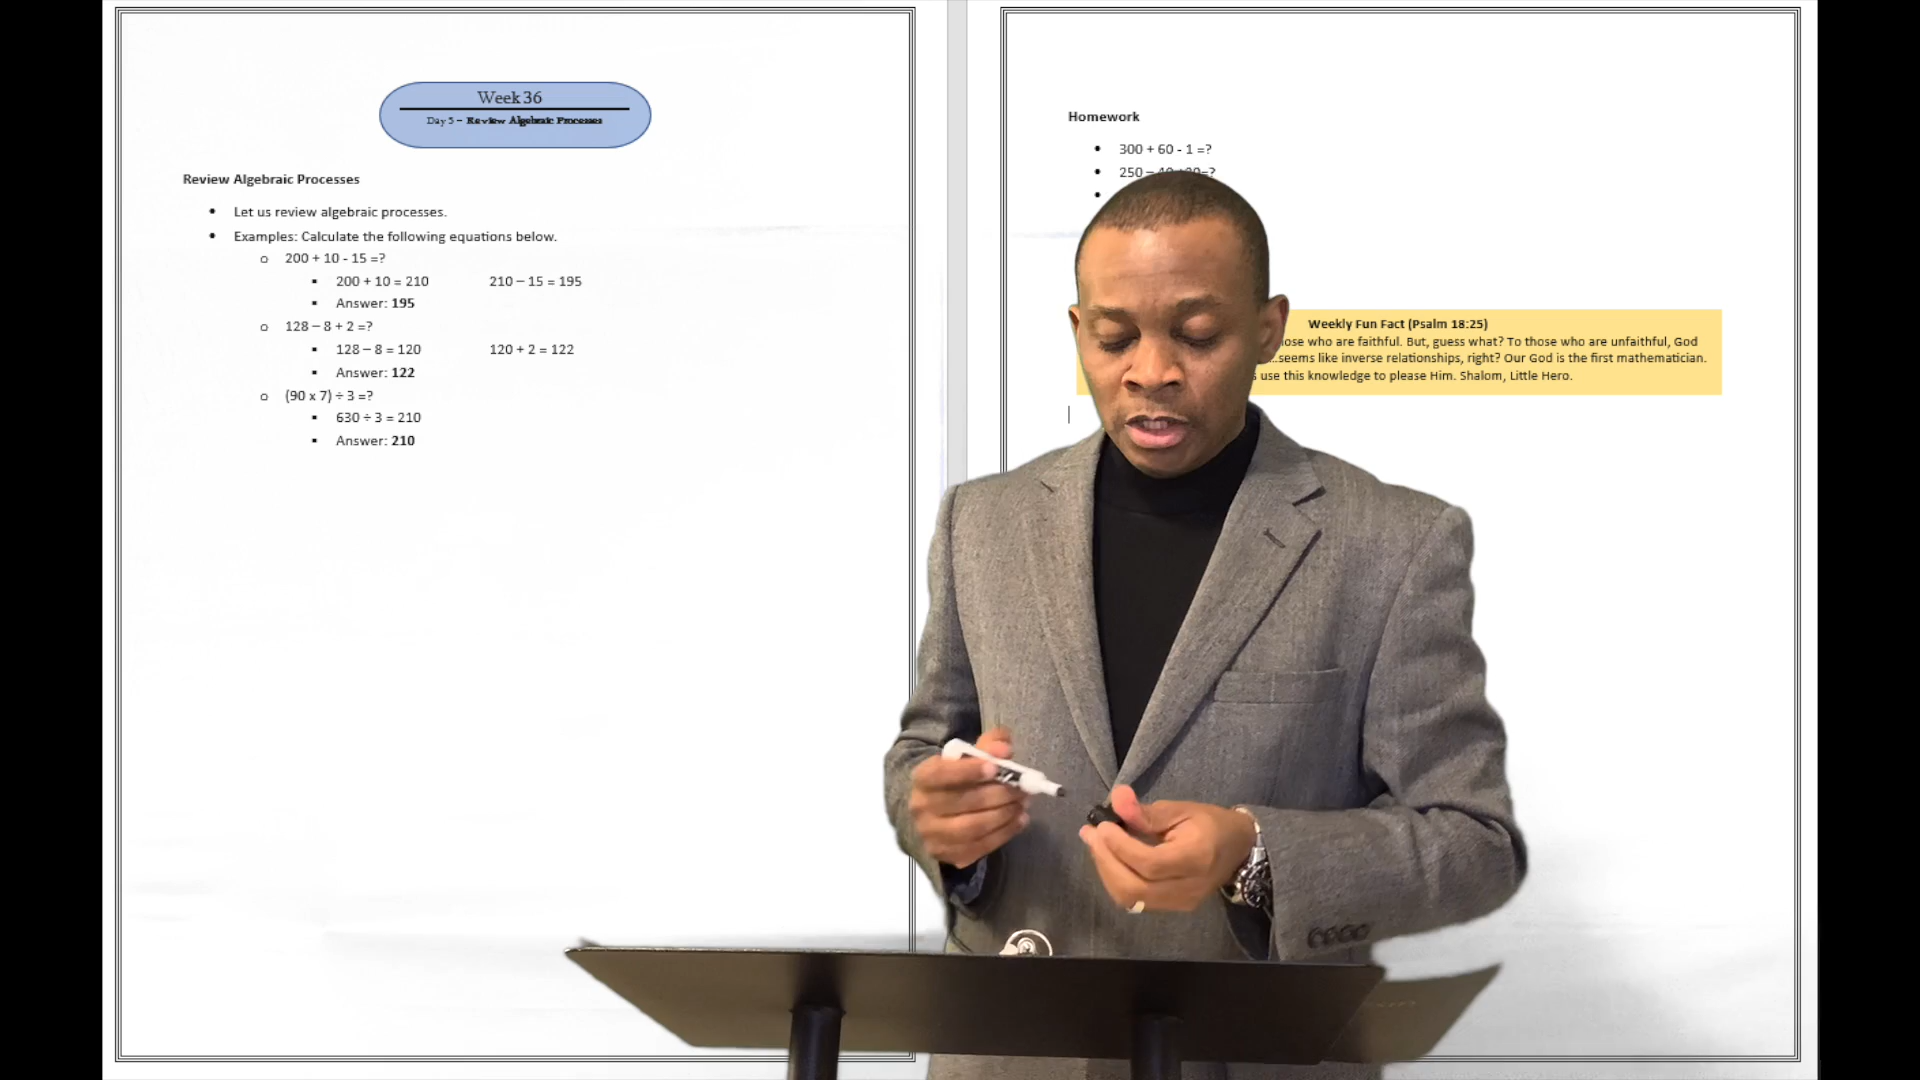 Week 36
Day 5 – Review Algebraic Processes
Review Algebraic Processes
• Let us review algebraic processes.
• Examples: Calculate the following equations below.
o 200 + 10 - 15 =?
▪ 200 + 10 = 210 210 – 15 = 195
▪ Answer: 195
o 128 – 8 + 2 =?
▪ 128 – 8 = 120 120 + 2 = 122
▪ Answer: 122
o (90 x 7) ÷ 3 =?
▪ 630 ÷ 3 = 210
▪ Answer: 210
Homework
• 300 + 60 - 1 =?
• 250 – =?
Weekly Fun Fact (Psalm 18:25)
who are faithful. But, guess what? To those who are unfaithful, God
...seems like inverse relationships, right? Our God is the first mathematician.
use this knowledge to please Him. Shalom, Little Hero.